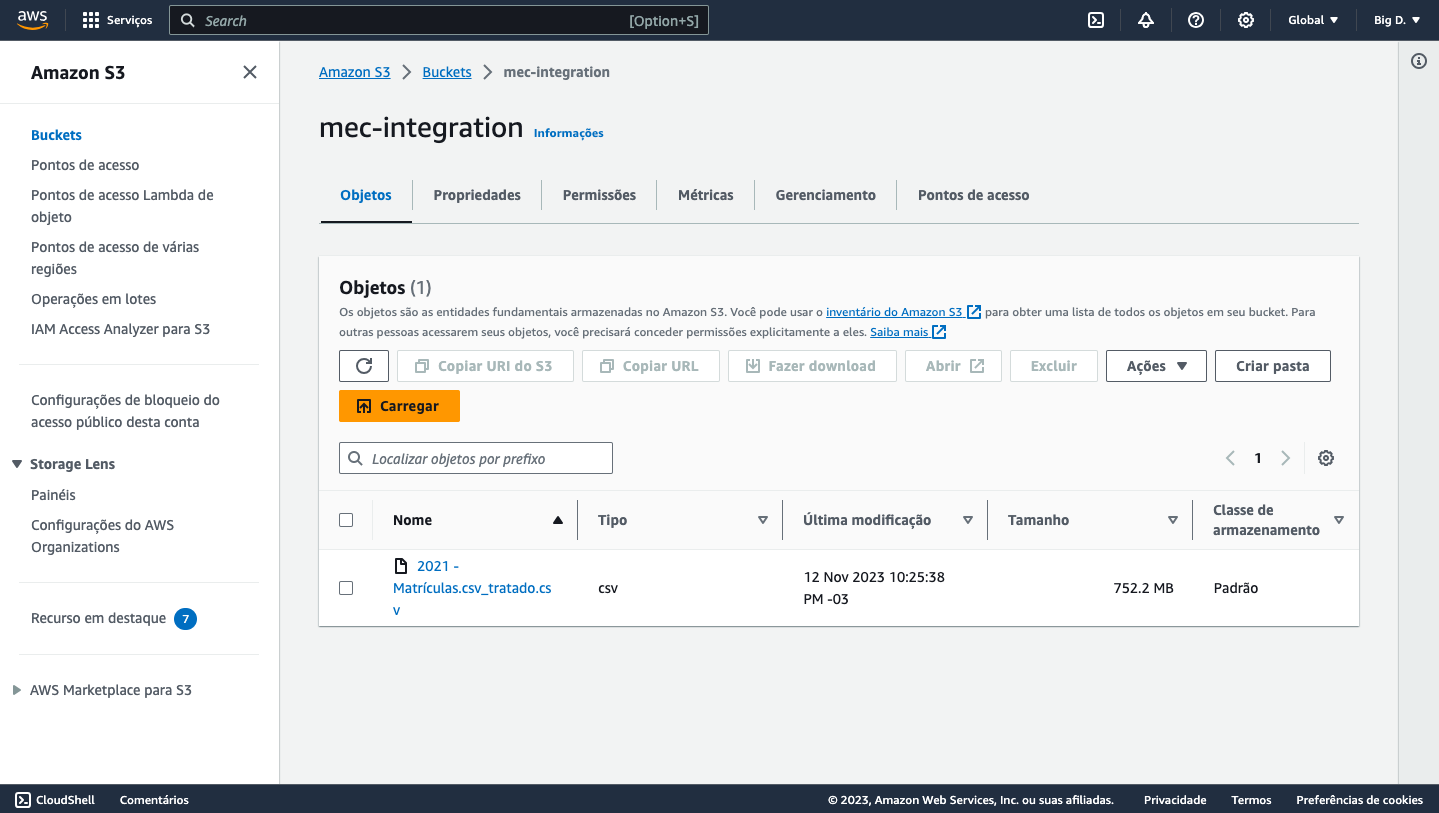 aws
Serviços
Search
[Option+S]
Global
Big D.
Amazon S3
Buckets
Pontos de acesso
Pontos de acesso Lambda de
objeto
Pontos de acesso de várias
regiões
Operações em lotes
IAM Access Analyzer para S3
Configurações de bloqueio do
acesso público desta conta
Storage Lens
Painéis
Configurações do AWS
Organizations
Recurso em destaque 7
AWS Marketplace para S3
Amazon S3 > Buckets > mec-integration
mec-integration Informações
Objetos
Propriedades
Permissões
Métricas
Gerenciamento
Pontos de acesso
Objetos (1)
Os objetos são as entidades fundamentais armazenadas no Amazon S3. Você pode usar o inventário do Amazon S3 para obter uma lista de todos os objetos em seu bucket. Para
outras pessoas acessarem seus objetos, você precisará conceder permissões explicitamente a eles. Saiba mais
Copiar URI do S3
Copiar URL
Fazer download
Abrir
Excluir
Ações
Criar pasta
Carregar
Localizar objetos por prefixo
1
Nome
Tipo
Última modificação
Tamanho
Classe de
armazenamento
2021 -
Matrículas.csv_tratado.cs
v
csv
12 Nov 2023 10:25:38
PM -03
752.2 MB
Padrão
CloudShell
Comentários
© 2023, Amazon Web Services, Inc. ou suas afiliadas.
Privacidade
Termos
Preferências de cookies